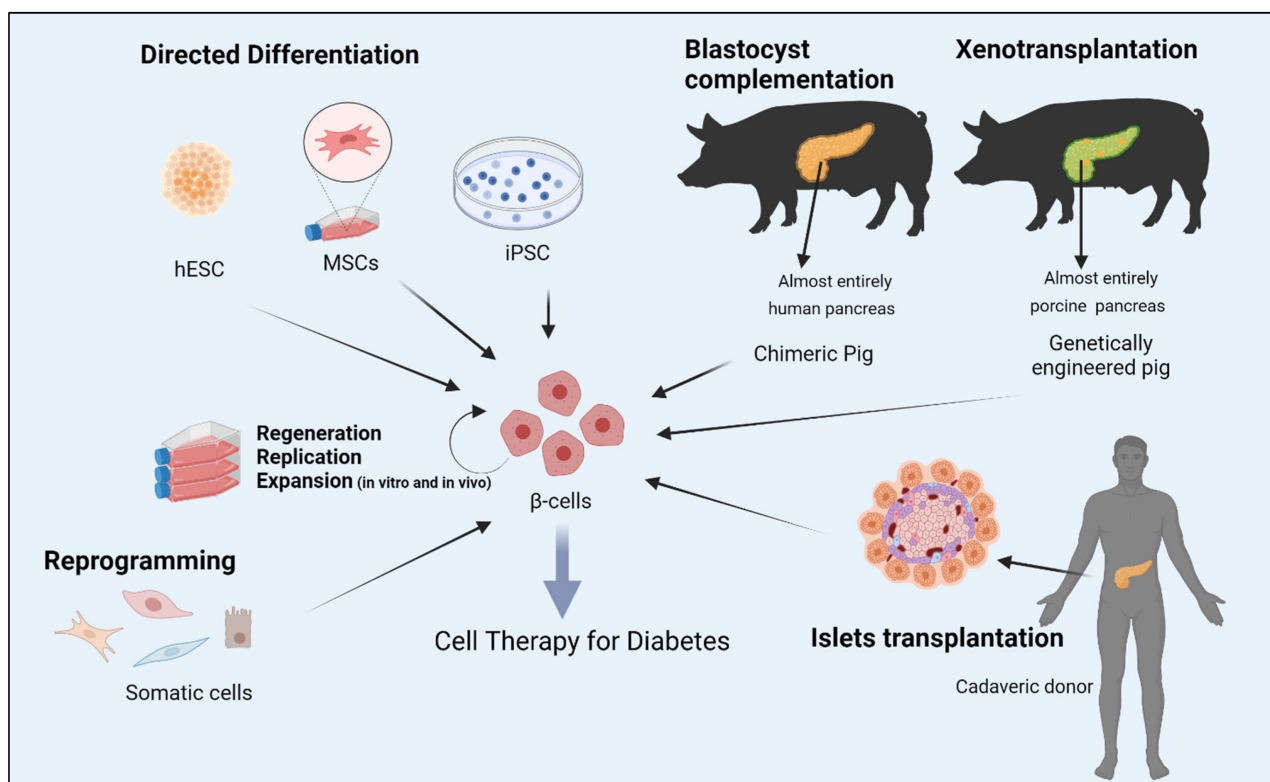 Directed Differentiation
hESC
MSCs
iPSC
Blastocyst
complementation
Almost entirely
human pancreas
Chimeric Pig
Xenotransplantation
Almost entirely
porcine pancreas
Genetically
engineered pig
Regeneration
Replication
Expansion (in vitro and in vivo)
β-cells
Reprogramming
Somatic cells
Cell Therapy for Diabetes
Islets transplantation
Cadaveric donor